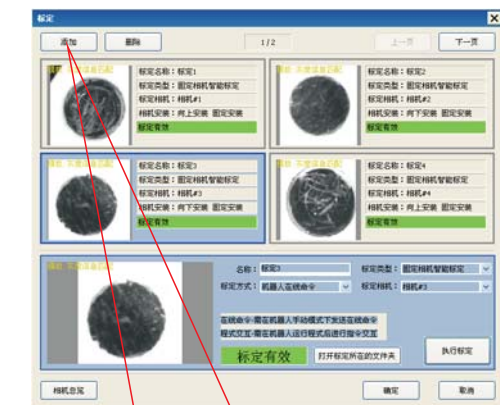 标定
添加
删除
1/2
上一页
下一页
标定名称：标定1
标定类型：固定相机智能标定
标定相机：相机#1
相机安装：向上安装 固定安装
标定有效
标定名称：标定2
标定类型：固定相机智能标定
标定相机：相机#2
相机安装：向下安装 固定安装
标定有效
标定名称：标定3
标定类型：固定相机智能标定
标定相机：相机#3
相机安装：向下安装 固定安装
标定有效
标定名称：标定4
标定类型：固定相机智能标定
标定相机：相机#4
相机安装：向上安装 固定安装
标定有效
名称：标定3
标定类型：固定相机智能标定
标定方式：机器人在线命令
标定相机：相机#3
在线命令-需在机器人手动模式下发送在线命令
程式交互-需在机器人运行程式后进行指令交互
标定有效
打开标定所在的文件夹
执行标定
相机总览
确定
取消